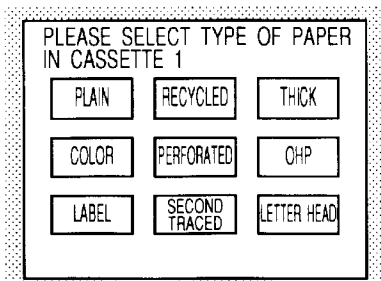 PLEASE SELECT TYPE OF PAPER
IN CASSETTE 1
PLAIN RECYCLED THICK
COLOR PERFORATED OHP
LABEL SECOND TRACED LETTER HEAD